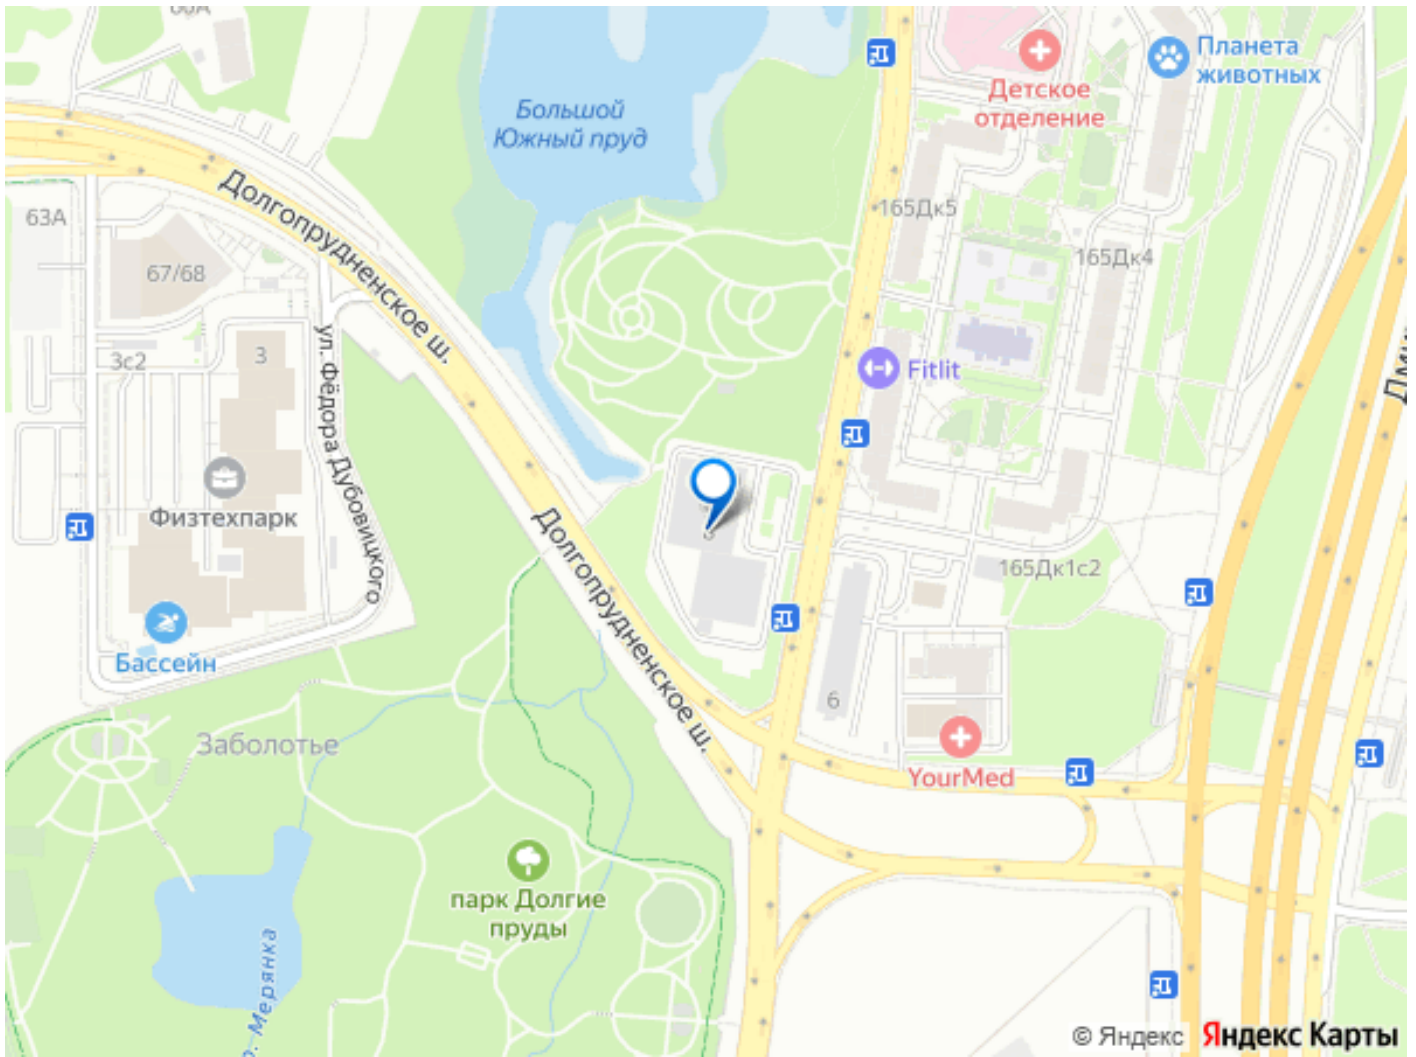 Планета
животных
Детское
отделение
Большой
Южный пруд
Долгопрудненское ш.
63А
165Дк5
67/68
165Дк4
ул. Фёдора Дубовицкого
3с2
3
Fitlit
Физтехпарк
Долгопрудненское ш.
165Дк1с2
Бассейн
6
Заболотье
YourMed
парк Долгие
пруды
р. Мерянка
© Яндекс Яндекс Карты